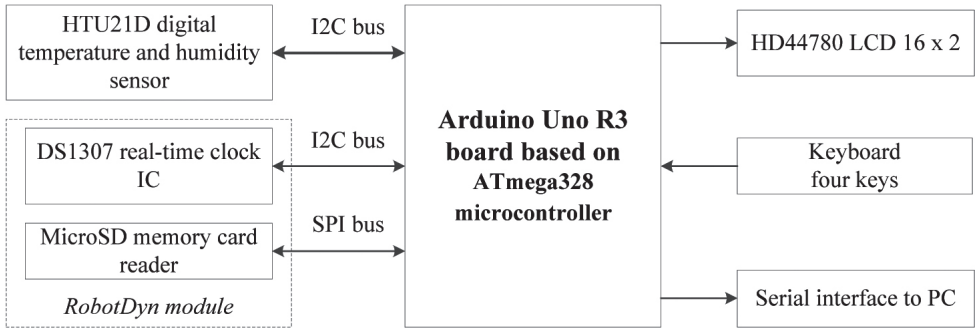 HTU21D digital
temperature and humidity
sensor
I2C bus
DS1307 real-time clock
IC
I2C bus
MicroSD memory card
reader
SPI bus
RobotDyn module
Arduino Uno R3
board based on
ATmega328
microcontroller
HD44780 LCD 16 x 2
Keyboard
four keys
Serial interface to PC